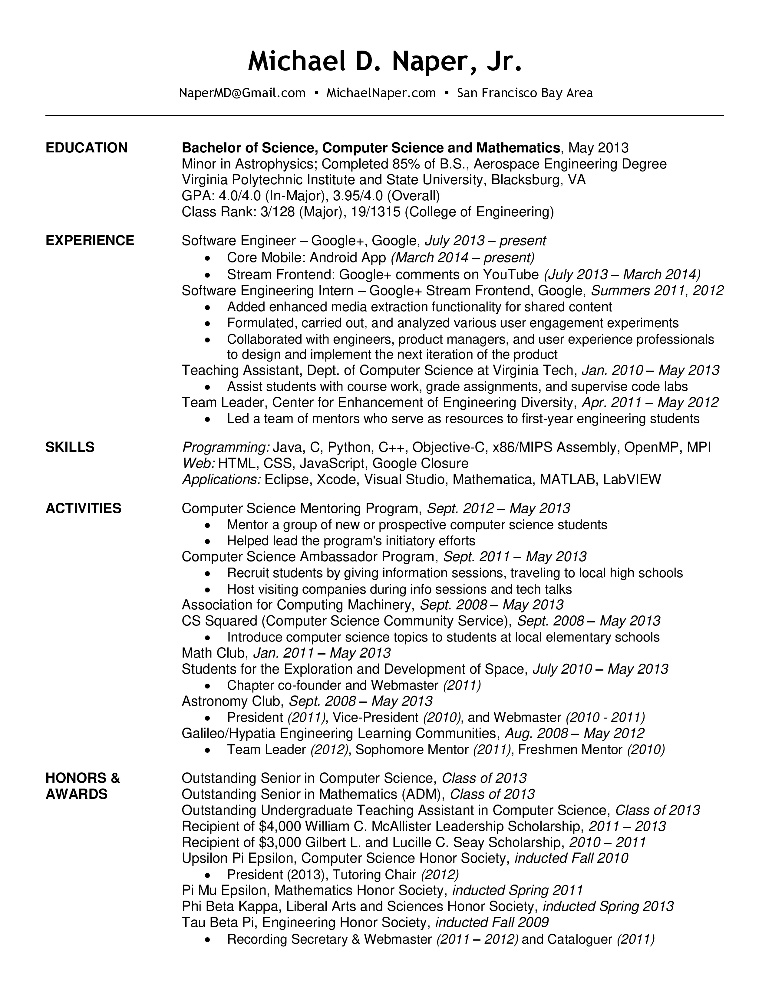 Michael D. Naper, Jr.
NaperMD@Gmail.com • MichaelNaper.com • San Francisco Bay Area
EDUCATION
Bachelor of Science, Computer Science and Mathematics, May 2013
Minor in Astrophysics; Completed 85% of B.S., Aerospace Engineering Degree
Virginia Polytechnic Institute and State University, Blacksburg, VA
GPA: 4.0/4.0 (In-Major), 3.95/4.0 (Overall)
Class Rank: 3/128 (Major), 19/1315 (College of Engineering)
EXPERIENCE
Software Engineer – Google+, Google, July 2013 – present
• Core Mobile: Android App (March 2014 – present)
• Stream Frontend: Google+ comments on YouTube (July 2013 – March 2014)
Software Engineering Intern – Google+ Stream Frontend, Google, Summers 2011, 2012
• Added enhanced media extraction functionality for shared content
• Formulated, carried out, and analyzed various user engagement experiments
• Collaborated with engineers, product managers, and user experience professionals
to design and implement the next iteration of the product
Teaching Assistant, Dept. of Computer Science at Virginia Tech, Jan. 2010 – May 2013
• Assist students with course work, grade assignments, and supervise code labs
Team Leader, Center for Enhancement of Engineering Diversity, Apr. 2011 – May 2012
• Led a team of mentors who serve as resources to first-year engineering students
SKILLS
Programming: Java, C, Python, C++, Objective-C, x86/MIPS Assembly, OpenMP, MPI
Web: HTML, CSS, JavaScript, Google Closure
Applications: Eclipse, Xcode, Visual Studio, Mathematica, MATLAB, LabVIEW
ACTIVITIES
Computer Science Mentoring Program, Sept. 2012 – May 2013
• Mentor a group of new or prospective computer science students
• Helped lead the program's initiatory efforts
Computer Science Ambassador Program, Sept. 2011 – May 2013
• Recruit students by giving information sessions, traveling to local high schools
• Host visiting companies during info sessions and tech talks
Association for Computing Machinery, Sept. 2008 – May 2013
CS Squared (Computer Science Community Service), Sept. 2008 – May 2013
• Introduce computer science topics to students at local elementary schools
Math Club, Jan. 2011 – May 2013
Students for the Exploration and Development of Space, July 2010 – May 2013
• Chapter co-founder and Webmaster (2011)
Astronomy Club, Sept. 2008 – May 2013
• President (2011), Vice-President (2010), and Webmaster (2010 - 2011)
Galileo/Hypatia Engineering Learning Communities, Aug. 2008 – May 2012
• Team Leader (2012), Sophomore Mentor (2011), Freshmen Mentor (2010)
HONORS &
AWARDS
Outstanding Senior in Computer Science, Class of 2013
Outstanding Senior in Mathematics (ADM), Class of 2013
Outstanding Undergraduate Teaching Assistant in Computer Science, Class of 2013
Recipient of $4,000 William C. McAllister Leadership Scholarship, 2011 – 2013
Recipient of $3,000 Gilbert L. and Lucille C. Seay Scholarship, 2010 – 2011
Upsilon Pi Epsilon, Computer Science Honor Society, inducted Fall 2010
• President (2013), Tutoring Chair (2012)
Pi Mu Epsilon, Mathematics Honor Society, inducted Spring 2011
Phi Beta Kappa, Liberal Arts and Sciences Honor Society, inducted Spring 2013
Tau Beta Pi, Engineering Honor Society, inducted Fall 2009
• Recording Secretary & Webmaster (2011 – 2012) and Cataloguer (2011)